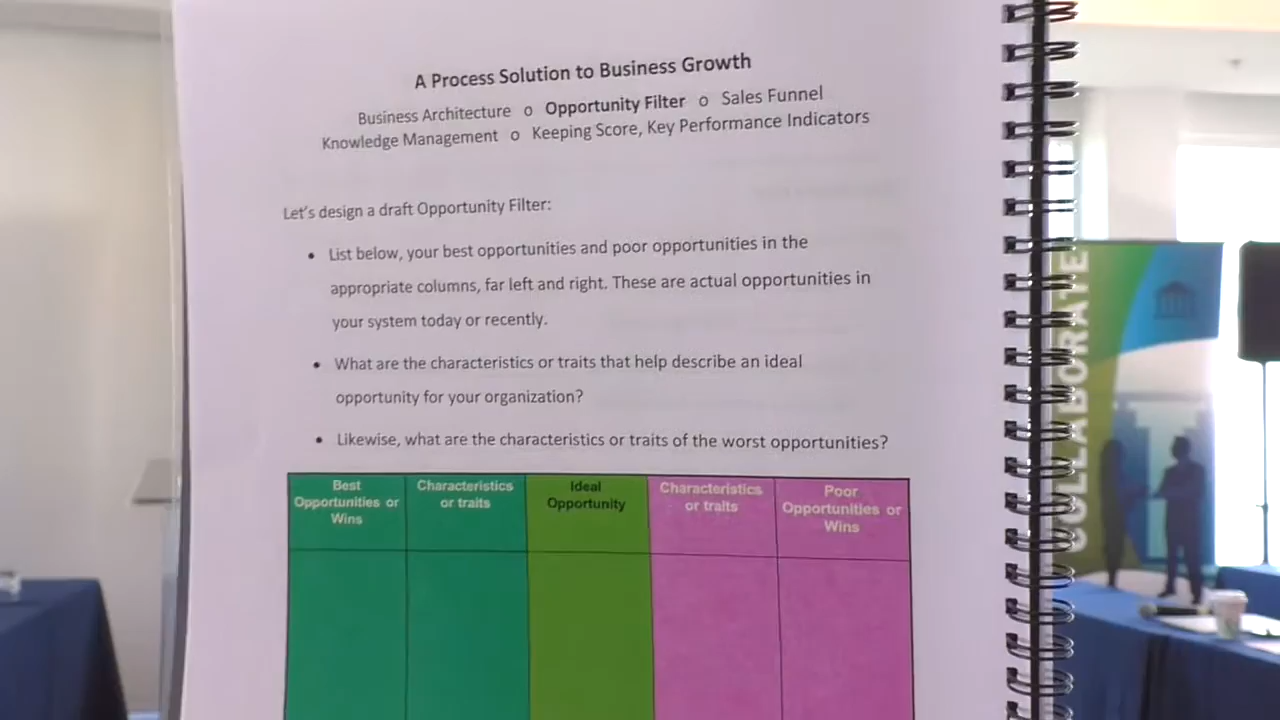 A Process Solution to Business Growth
Business Architecture o Opportunity Filter o Sales Funnel
Knowledge Management o Keeping Score, Key Performance Indicators
Let's design a draft Opportunity Filter:
• List below, your best opportunities and poor opportunities in the
appropriate columns, far left and right. These are actual opportunities in
your system today or recently.
• What are the characteristics or traits that help describe an ideal
opportunity for your organization?
• Likewise, what are the characteristics or traits of the worst opportunities?
Best
Opportunities or
Wins
Characteristics
or traits
Ideal
Opportunity
Characteristics
or traits
Poor
Opportunities or
Wins
COLLABORATE